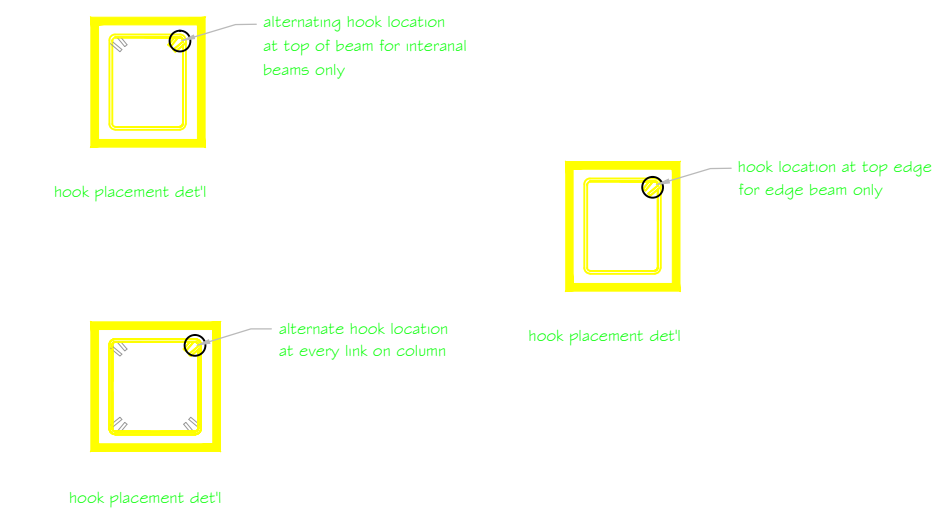 alternating hook location
at top of beam for interanal
beams only
hook placement det'l
hook location at top edge
for edge beam only
hook placement det'l
alternate hook location
at every link on column
hook placement det'l